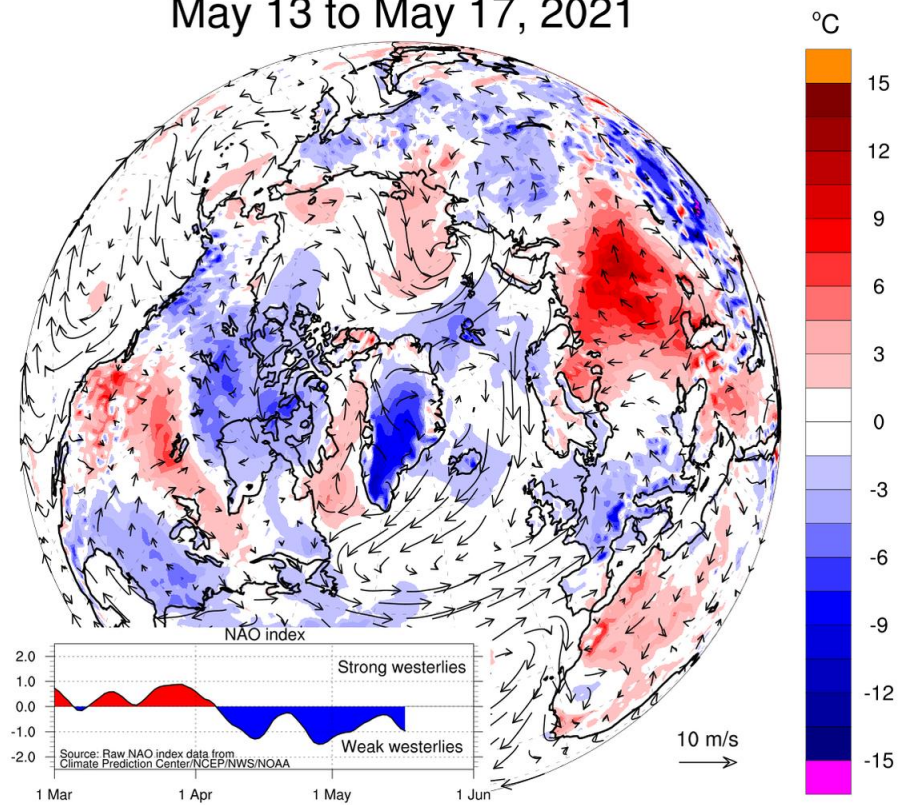 May 13 to May 17, 2021
°C
15
12
9
6
3
0
-3
-6
-9
-12
-15
10 m/s
NAO index
2.0
1.0
0.0
-1.0
-2.0
Strong westerlies
Weak westerlies
Source: Raw NAO index data from
Climate Prediction Center/NCEP/NWS/NOAA
1 Mar 1 Apr 1 May 1 Jun